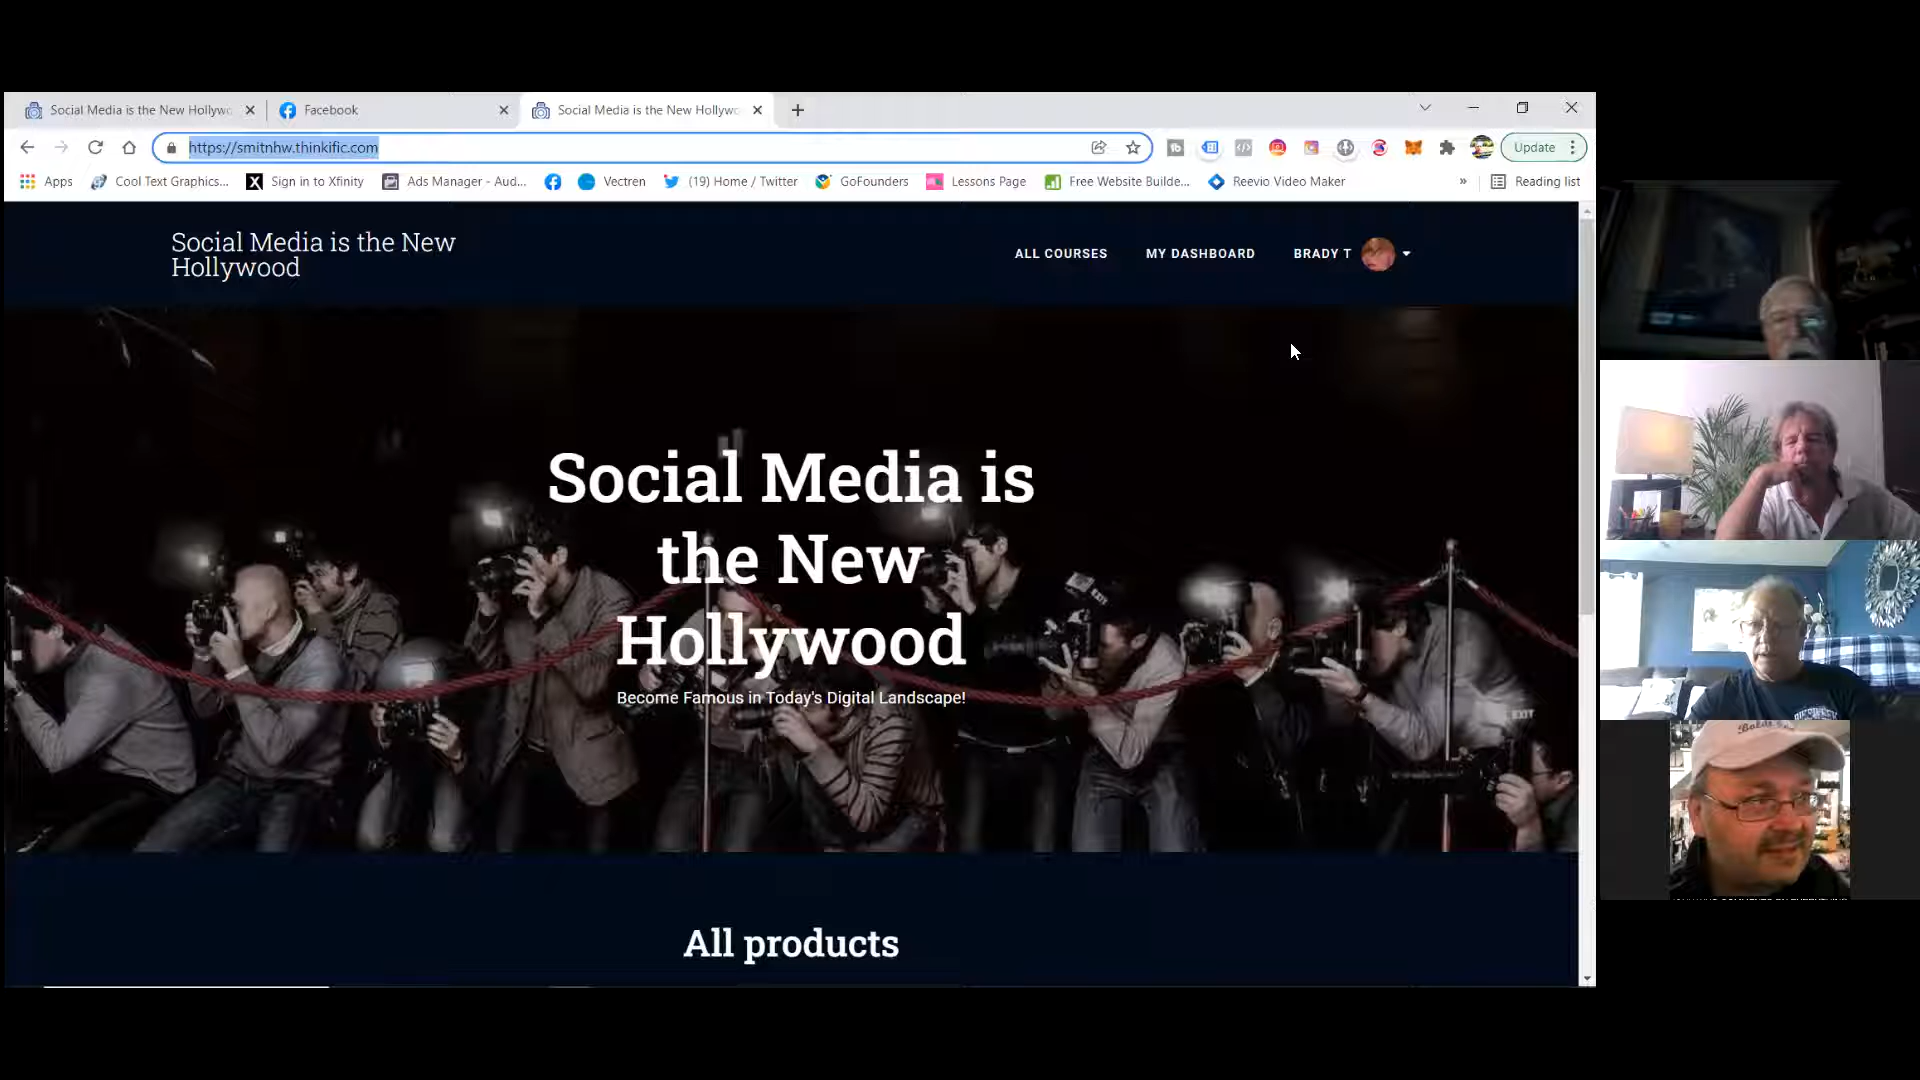 Social Media is the New Hollywo
Facebook
Social Media is the New Hollywo
https://smitnhw.thinkific.com
Update
Apps
Cool Text Graphics...
Sign in to Xfinity
Ads Manager - Aud...
Vectren
(19) Home / Twitter
GoFounders
Lessons Page
Free Website Builde...
Reevio Video Maker
»
Reading list
Social Media is the New
Hollywood
ALL COURSES
MY DASHBOARD
BRADY T
Social Media is
the New
Hollywood
Become Famous in Today's Digital Landscape!
EXIT
EXIT
All products